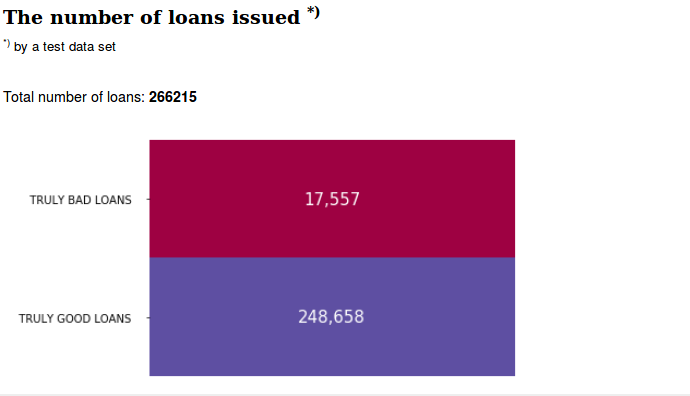 The number of loans issued *)
*) by a test data set
Total number of loans: 266215
TRULY BAD LOANS
17,557
TRULY GOOD LOANS
248,658